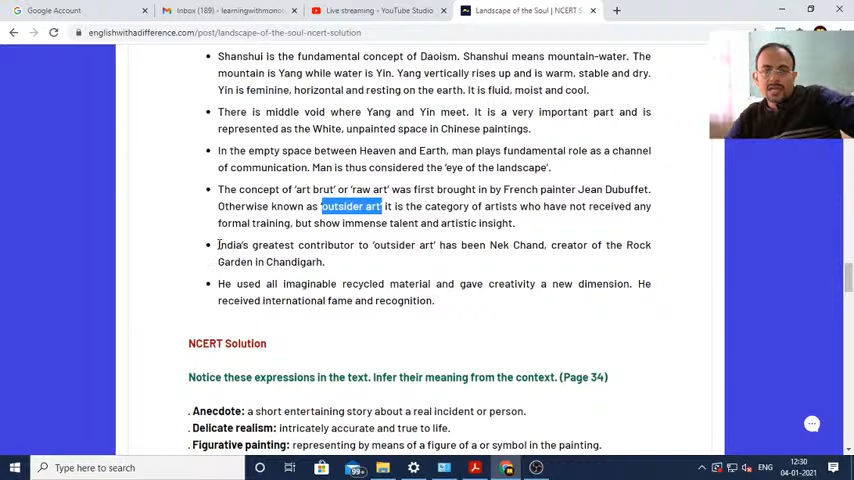 Google Account
Inbox (189) - learningwithmono
Live streaming - YouTube Studio
Landscape of the Soul | NCERT S
englishwithadifference.com/post/landscape-of-the-soul-ncert-solution
Shanshui is the fundamental concept of Daoism. Shanshui means mountain-water. The
mountain is Yang while water is Yin. Yang vertically rises up and is warm, stable and dry.
Yin is feminine, horizontal and resting on the earth. It is fluid, moist and cool.
There is middle void where Yang and Yin meet. It is a very important part and is
represented as the White, unpainted space in Chinese paintings.
In the empty space between Heaven and Earth, man plays fundamental role as a channel
of communication. Man is thus considered the ‘eye of the landscape’.
The concept of ‘art brut’ or ‘raw art’ was first brought in by French painter Jean Dubuffet.
Otherwise known as ‘outsider art’ it is the category of artists who have not received any
formal training, but show immense talent and artistic insight.
India’s greatest contributor to ‘outsider art’ has been Nek Chand, creator of the Rock
Garden in Chandigarh.
He used all imaginable recycled material and gave creativity a new dimension. He
received international fame and recognition.
NCERT Solution
Notice these expressions in the text. Infer their meaning from the context. (Page 34)
. Anecdote: a short entertaining story about a real incident or person.
. Delicate realism: intricately accurate and true to life.
. Figurative painting: representing by means of a figure of a or symbol in the painting.
Type here to search
99+
ENG
12:30
04-01-2021